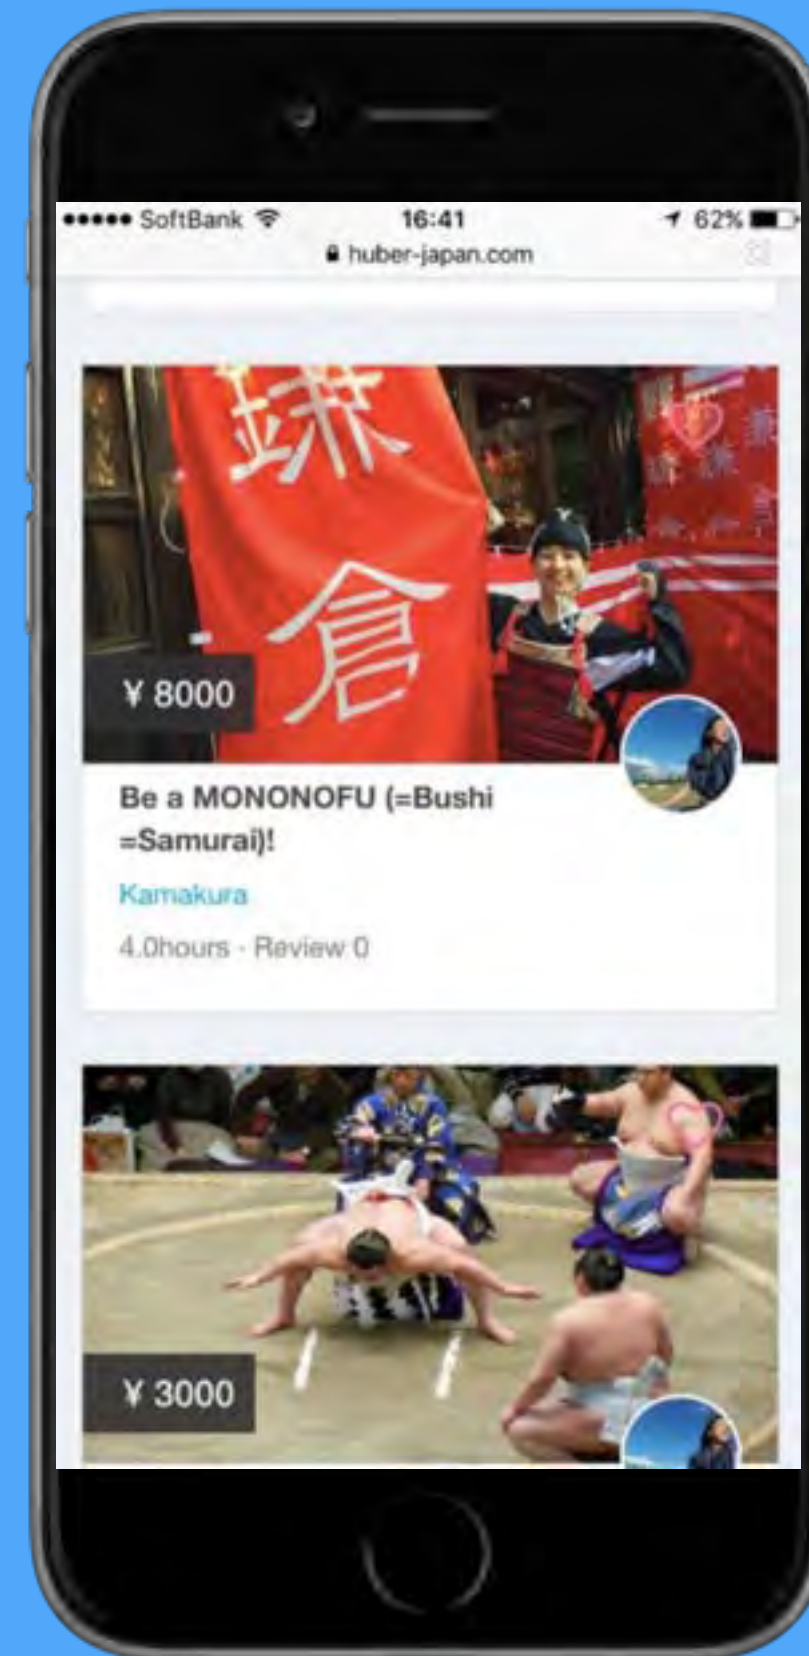 ●●●●● SoftBank 16:41 62%
huber-japan.com
鎌
倉
¥ 8000
Be a MONONOFU (=Bushi
=Samurai)!
Kamakura
4.0hours · Review 0
¥ 3000